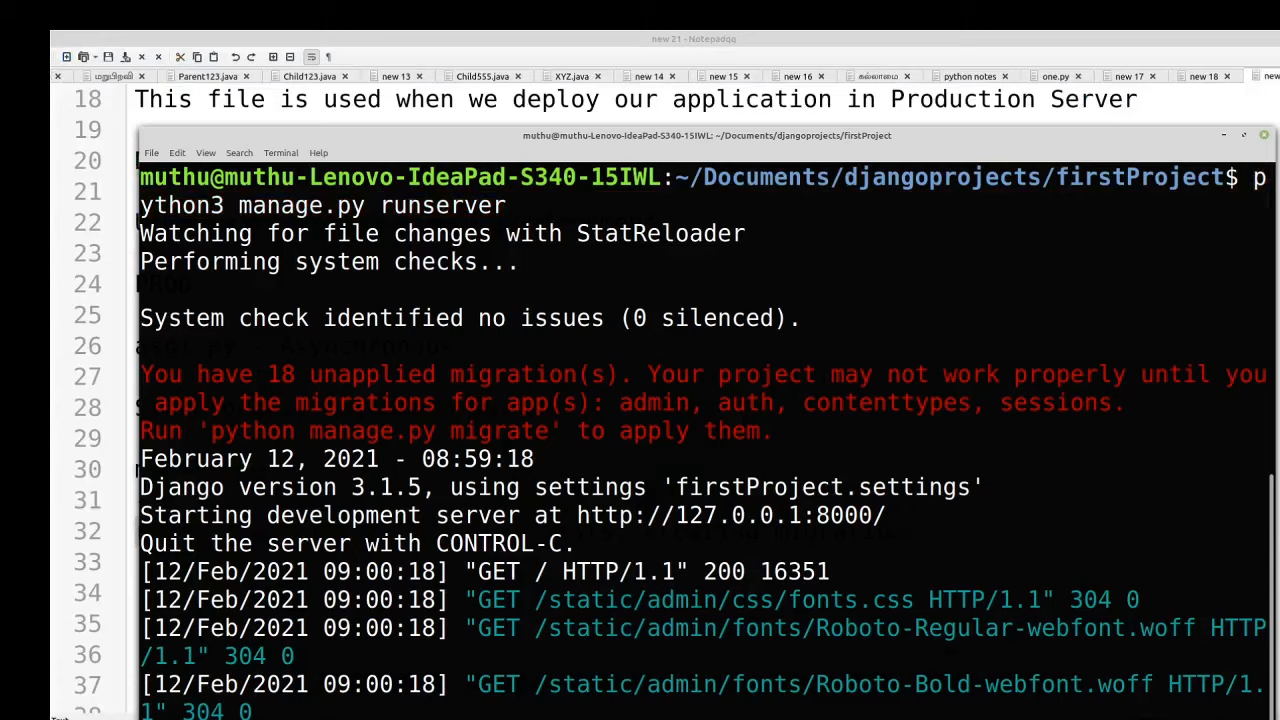 new 21 - Notepadqq
மறுபிறவி Parent123.java Child123.java new 13 Child555.java XYZ.java new 14 new 15 new 16 கல்லாமை python notes one.py new 17 new 18 new
18 This file is used when we deploy our application in Production Server
19
20
21
22
23
24
25
26
27
28
29
30
31
32
33
34
35
36
37
muthu@muthu-Lenovo-IdeaPad-S340-15IWL: ~/Documents/djangoprojects/firstProject
File Edit View Search Terminal Help
muthu@muthu-Lenovo-IdeaPad-S340-15IWL:~/Documents/djangoprojects/firstProject$ p
ython3 manage.py runserver
Watching for file changes with StatReloader
Performing system checks...
System check identified no issues (0 silenced).
You have 18 unapplied migration(s). Your project may not work properly until you
apply the migrations for app(s): admin, auth, contenttypes, sessions.
Run 'python manage.py migrate' to apply them.
February 12, 2021 - 08:59:18
Django version 3.1.5, using settings 'firstProject.settings'
Starting development server at http://127.0.0.1:8000/
Quit the server with CONTROL-C.
[12/Feb/2021 09:00:18] "GET / HTTP/1.1" 200 16351
[12/Feb/2021 09:00:18] "GET /static/admin/css/fonts.css HTTP/1.1" 304 0
[12/Feb/2021 09:00:18] "GET /static/admin/fonts/Roboto-Regular-webfont.woff HTTP
/1.1" 304 0
[12/Feb/2021 09:00:18] "GET /static/admin/fonts/Roboto-Bold-webfont.woff HTTP/1.
1" 304 0